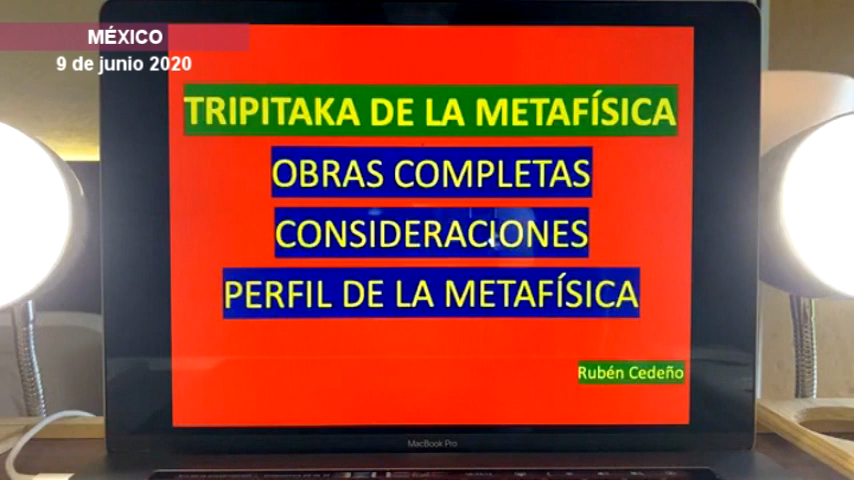 MÉXICO
9 de junio 2020
TRIPITAKA DE LA METAFÍSICA
OBRAS COMPLETAS
CONSIDERACIONES
PERFIL DE LA METAFÍSICA
Rubén Cedeño
MacBook Pro